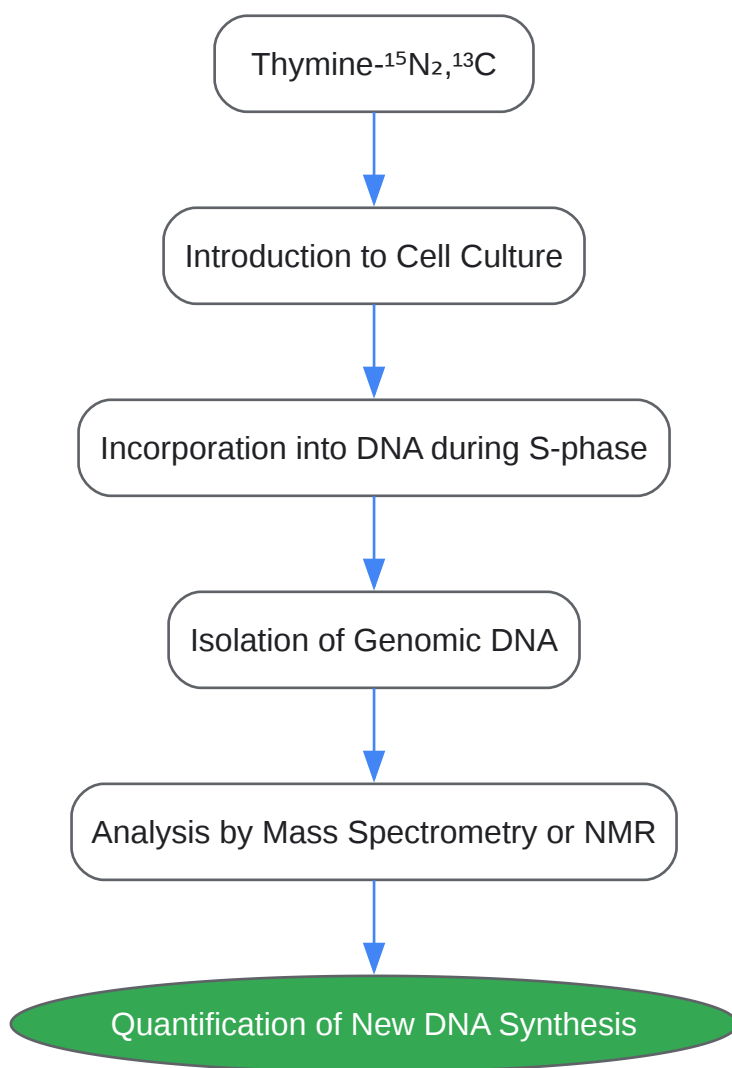 Thymine-¹⁵N₂,¹³C
Introduction to Cell Culture
Incorporation into DNA during S-phase
Isolation of Genomic DNA
Analysis by Mass Spectrometry or NMR
Quantification of New DNA Synthesis